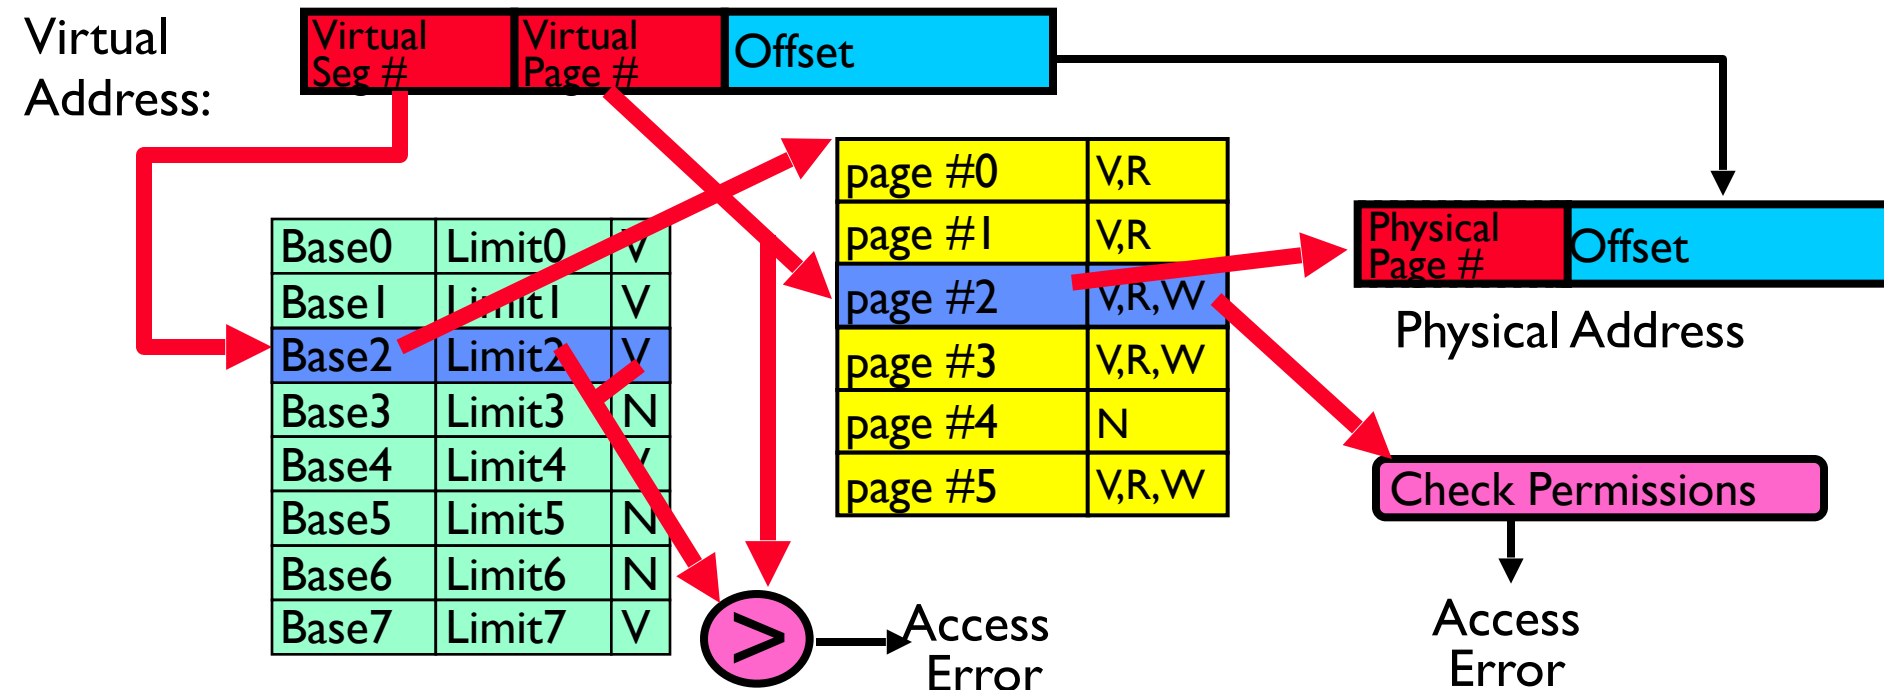 Virtual
Address:
Virtual
Seg #
Virtual
Page #
Offset
page #0 V,R
page #1 V,R
page #2 V,R,W
page #3 V,R,W
page #4 N
page #5 V,R,W
Physical
Page #
Offset
Physical Address
Base0 Limit0 V
Base1 Limit1 V
Base2 Limit2 V
Base3 Limit3 N
Base4 Limit4 V
Base5 Limit5 N
Base6 Limit6 N
Base7 Limit7 V
Check Permissions
>
Access
Error
Access
Error